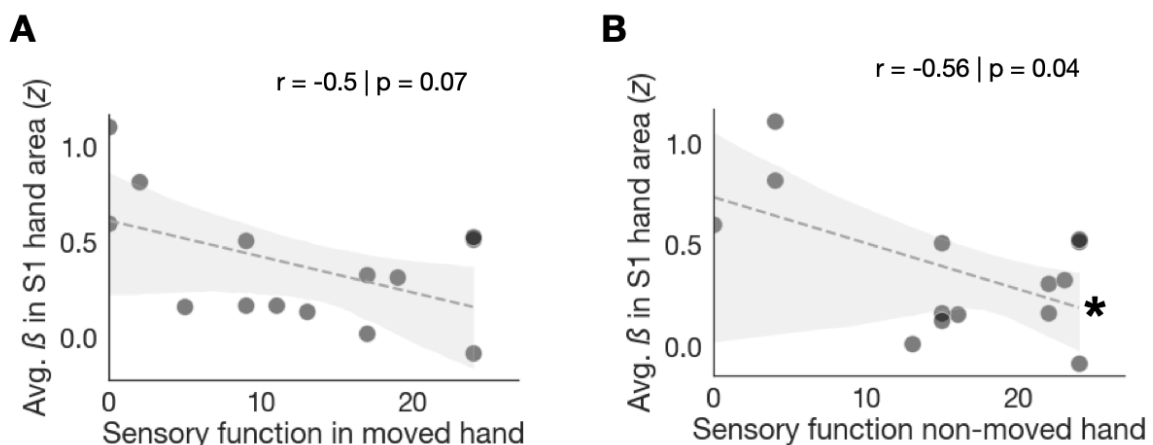 A
r = -0.5 | p = 0.07
Avg. ß in S1 hand area (z)
1.0
0.5
0.0
0 10 20
Sensory function in moved hand
B
r = -0.56 | p = 0.04
Avg. ß in S1 hand area (z)
1.0
0.5
0.0
*
0 10 20
Sensory function non-moved hand